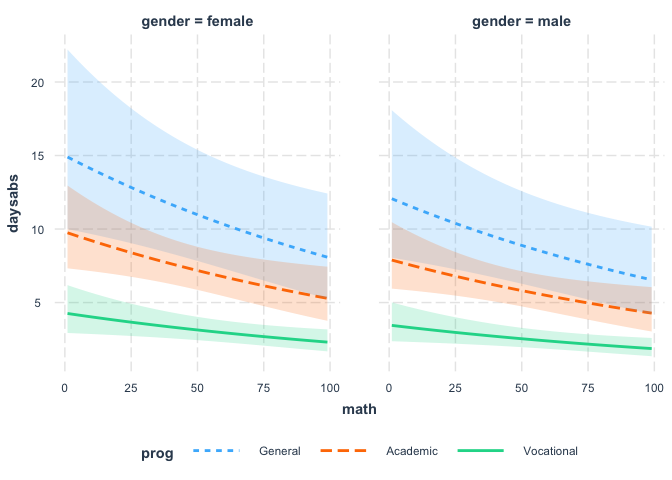 gender = female
gender = male
20
15
10
5
daysabs
0 25 50 75 100
0 25 50 75 100
math
prog General Academic Vocational